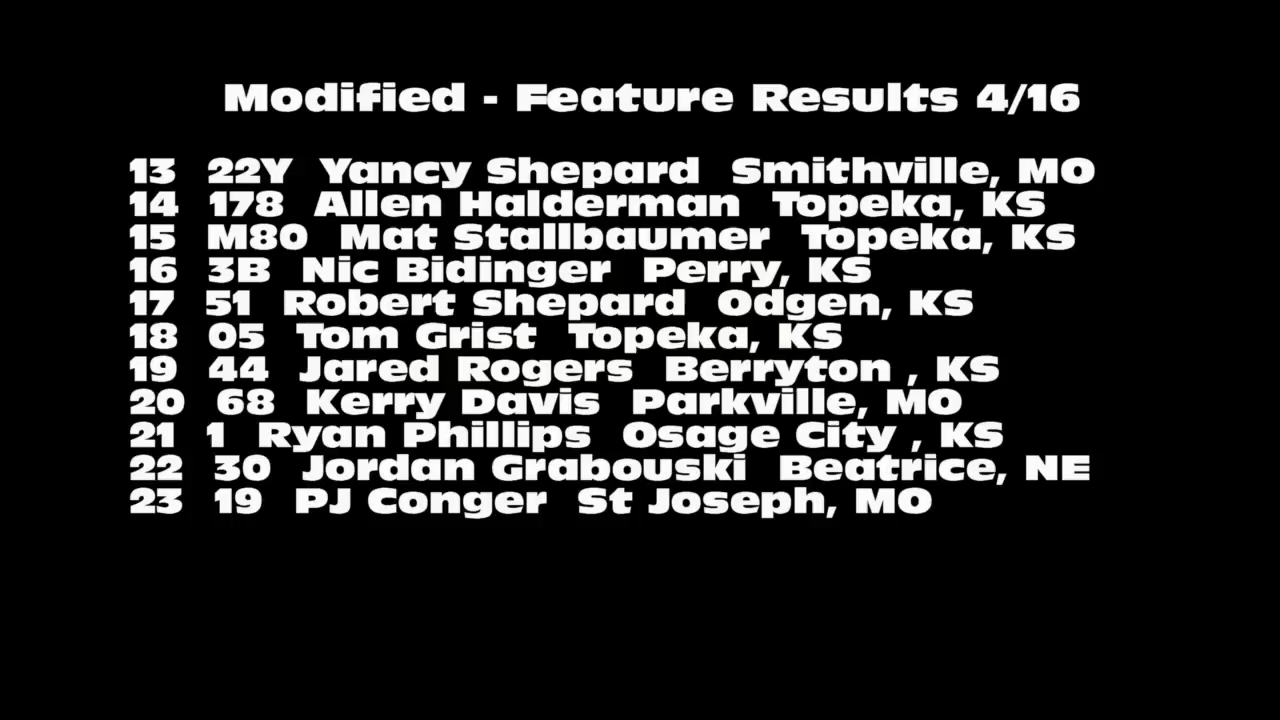 Modified - Feature Results 4/16
13 22Y Yancy Shepard Smithville, MO
14 178 Allen Halderman Topeka, KS
15 M80 Mat Stallbaumer Topeka, KS
16 3B Nic Bidinger Perry, KS
17 51 Robert Shepard Odgen, KS
18 05 Tom Grist Topeka, KS
19 44 Jared Rogers Berryton , KS
20 68 Kerry Davis Parkville, MO
21 1 Ryan Phillips Osage City , KS
22 30 Jordan Grabouski Beatrice, NE
23 19 PJ Conger St Joseph, MO